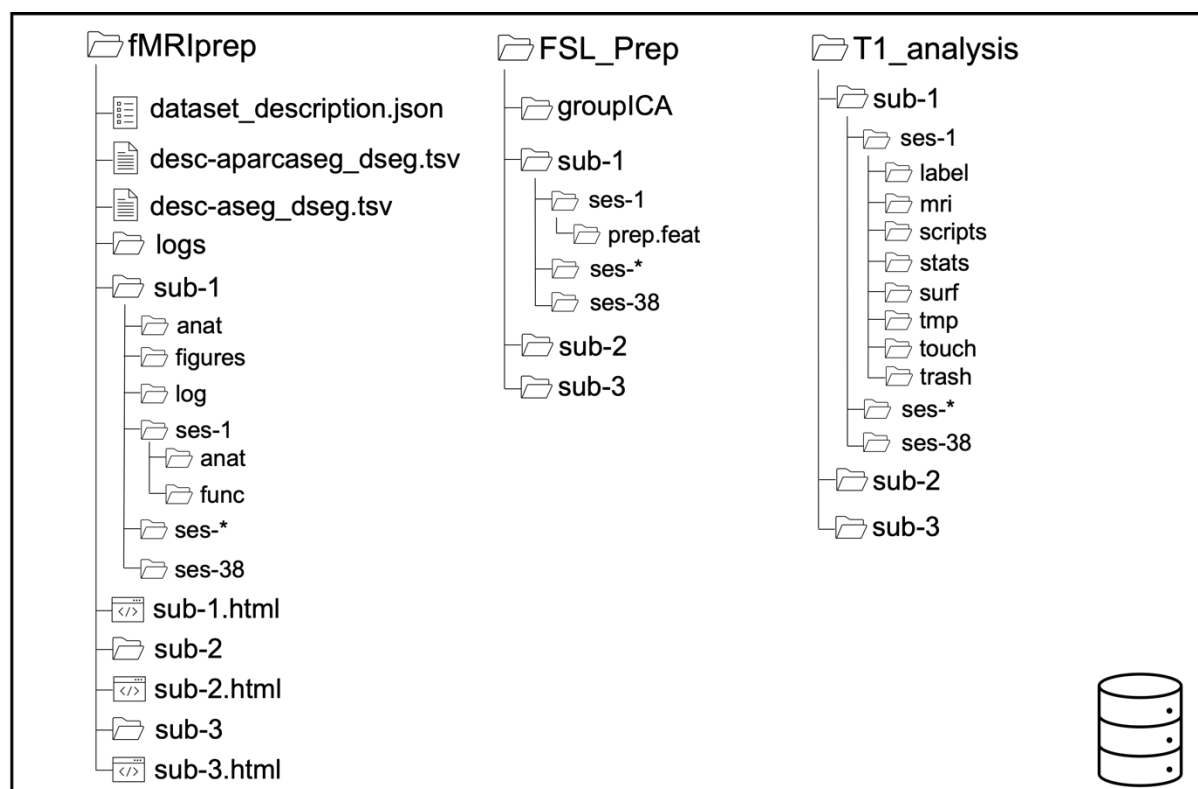 fMRIprep
dataset_description.json
desc-aparcaseg_dseg.tsv
desc-aseg_dseg.tsv
logs
sub-1
anat
figures
log
ses-1
anat
func
ses-*
ses-38
</> sub-1.html
sub-2
</> sub-2.html
sub-3
</> sub-3.html
FSL_Prep
groupICA
sub-1
ses-1
prep.feat
ses-*
ses-38
sub-2
sub-3
T1_analysis
sub-1
ses-1
label
mri
scripts
stats
surf
tmp
touch
trash
ses-*
ses-38
sub-2
sub-3